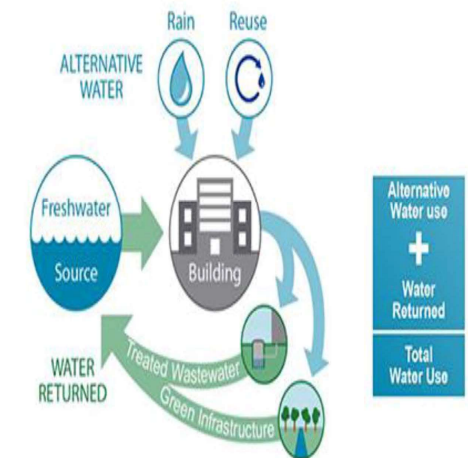 Rain
Reuse
ALTERNATIVE
WATER
Freshwater
Source
Building
Treated Wastewater
Green Infrastructure
WATER
RETURNED
Alternative
Water use
+
Water
Returned
Total
Water Use